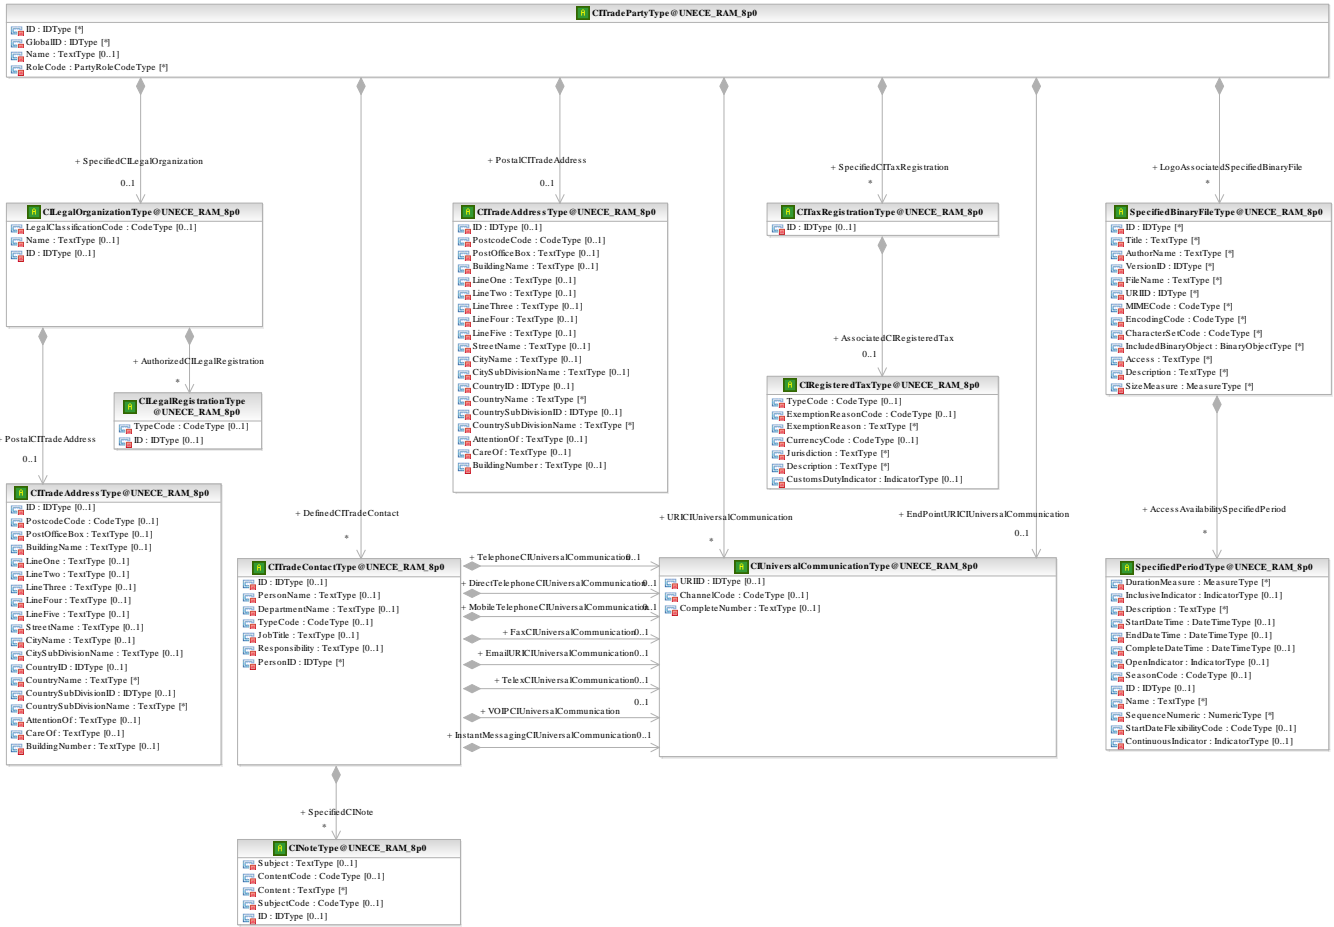 CITradePartyType@UNECE_RAM_8p0
ID : IDType [*]
GlobalID : IDType [*]
Name : TextType [0..1]
RoleCode : PartyRoleCodeType [*]
+ SpecifiedCILegalOrganization
0..1
+ PostalCITradeAddress
0..1
+ SpecifiedCITaxRegistration
*
+ LogoAssociatedSpecifiedBinaryFile
*
CILegalOrganizationType@UNECE_RAM_8p0
LegalClassificationCode : CodeType [0..1]
Name : TextType [0..1]
ID : IDType [0..1]
+ AuthorizedCILegalRegistration
*
CILegalRegistrationType
@UNECE_RAM_8p0
TypeCode : CodeType [0..1]
ID : IDType [0..1]
- PostalCITradeAddress
0..1
CITradeAddressType@UNECE_RAM_8p0
ID : IDType [0..1]
PostcodeCode : CodeType [0..1]
PostOfficeBox : TextType [0..1]
BuildingName : TextType [0..1]
LineOne : TextType [0..1]
LineTwo : TextType [0..1]
LineThree : TextType [0..1]
LineFour : TextType [0..1]
LineFive : TextType [0..1]
StreetName : TextType [0..1]
CityName : TextType [0..1]
CitySubDivisionName : TextType [0..1]
CountryID : IDType [0..1]
CountryName : TextType [*]
CountrySubDivisionID : IDType [0..1]
CountrySubDivisionName : TextType [*]
AttentionOf : TextType [0..1]
CareOf : TextType [0..1]
BuildingNumber : TextType [0..1]
CITradeAddressType@UNECE_RAM_8p0
ID : IDType [0..1]
PostcodeCode : CodeType [0..1]
PostOfficeBox : TextType [0..1]
BuildingName : TextType [0..1]
LineOne : TextType [0..1]
LineTwo : TextType [0..1]
LineThree : TextType [0..1]
LineFour : TextType [0..1]
LineFive : TextType [0..1]
StreetName : TextType [0..1]
CityName : TextType [0..1]
CitySubDivisionName : TextType [0..1]
CountryID : IDType [0..1]
CountryName : TextType [*]
CountrySubDivisionID : IDType [0..1]
CountrySubDivisionName : TextType [*]
AttentionOf : TextType [0..1]
CareOf : TextType [0..1]
BuildingNumber : TextType [0..1]
CITaxRegistrationType@UNECE_RAM_8p0
ID : IDType [0..1]
+ AssociatedCIRegisteredTax
0..1
CIRegisteredTaxType@UNECE_RAM_8p0
TypeCode : CodeType [0..1]
ExemptionReasonCode : CodeType [0..1]
ExemptionReason : TextType [*]
CurrencyCode : CodeType [0..1]
Jurisdiction : TextType [*]
Description : TextType [*]
CustomsDutyIndicator : IndicatorType [0..1]
SpecifiedBinaryFileType@UNECE_RAM_8p0
ID : IDType [*]
Title : TextType [*]
AuthorName : TextType [*]
VersionID : IDType [*]
FileName : TextType [*]
URIID : IDType [*]
MIMECode : CodeType [*]
EncodingCode : CodeType [*]
CharacterSetCode : CodeType [*]
IncludedBinaryObject : BinaryObjectType [*]
Access : TextType [*]
Description : TextType [*]
SizeMeasure : MeasureType [*]
+ AccessAvailabilitySpecifiedPeriod
*
SpecifiedPeriodType@UNECE_RAM_8p0
DurationMeasure : MeasureType [*]
InclusiveIndicator : IndicatorType [0..1]
Description : TextType [*]
StartDateTime : DateTimeType [0..1]
EndDateTime : DateTimeType [0..1]
CompleteDateTime : DateTimeType [0..1]
OpenIndicator : IndicatorType [0..1]
SeasonCode : CodeType [0..1]
ID : IDType [0..1]
Name : TextType [*]
SequenceNumeric : NumericType [*]
StartDateFlexibilityCode : CodeType [0..1]
ContinuousIndicator : IndicatorType [0..1]
+ DefinedCITradeContact
*
+ URICIUniversalCommunication
*
+ EndPointURICIUniversalCommunication
0..1
CITradeContactType@UNECE_RAM_8p0
ID : IDType [0..1]
PersonName : TextType [0..1]
DepartmentName : TextType [0..1]
TypeCode : CodeType [0..1]
JobTitle : TextType [0..1]
Responsibility : TextType [0..1]
PersonID : IDType [*]
+ TelephoneCIUniversalCommunication 0..1
+ DirectTelephoneCIUniversalCommunication 0..1
+ MobileTelephoneCIUniversalCommunication 0..1
+ FaxCIUniversalCommunication 0..1
+ EmailURICIUniversalCommunication 0..1
+ TelexCIUniversalCommunication 0..1
0..1
+ VOIPCIUniversalCommunication
+ InstantMessagingCIUniversalCommunication 0..1
CIUniversalCommunicationType@UNECE_RAM_8p0
URIID : IDType [0..1]
ChannelCode : CodeType [0..1]
CompleteNumber : TextType [0..1]
+ SpecifiedCINote
*
CINoteType@UNECE_RAM_8p0
Subject : TextType [0..1]
ContentCode : CodeType [0..1]
Content : TextType [*]
SubjectCode : CodeType [0..1]
ID : IDType [0..1]